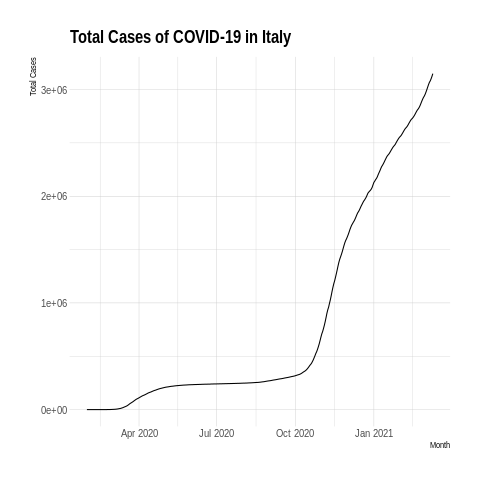 Total Cases of COVID-19 in Italy
Total Cases
3e+06
2e+06
1e+06
0e+00
Apr 2020 Jul 2020 Oct 2020 Jan 2021
Month